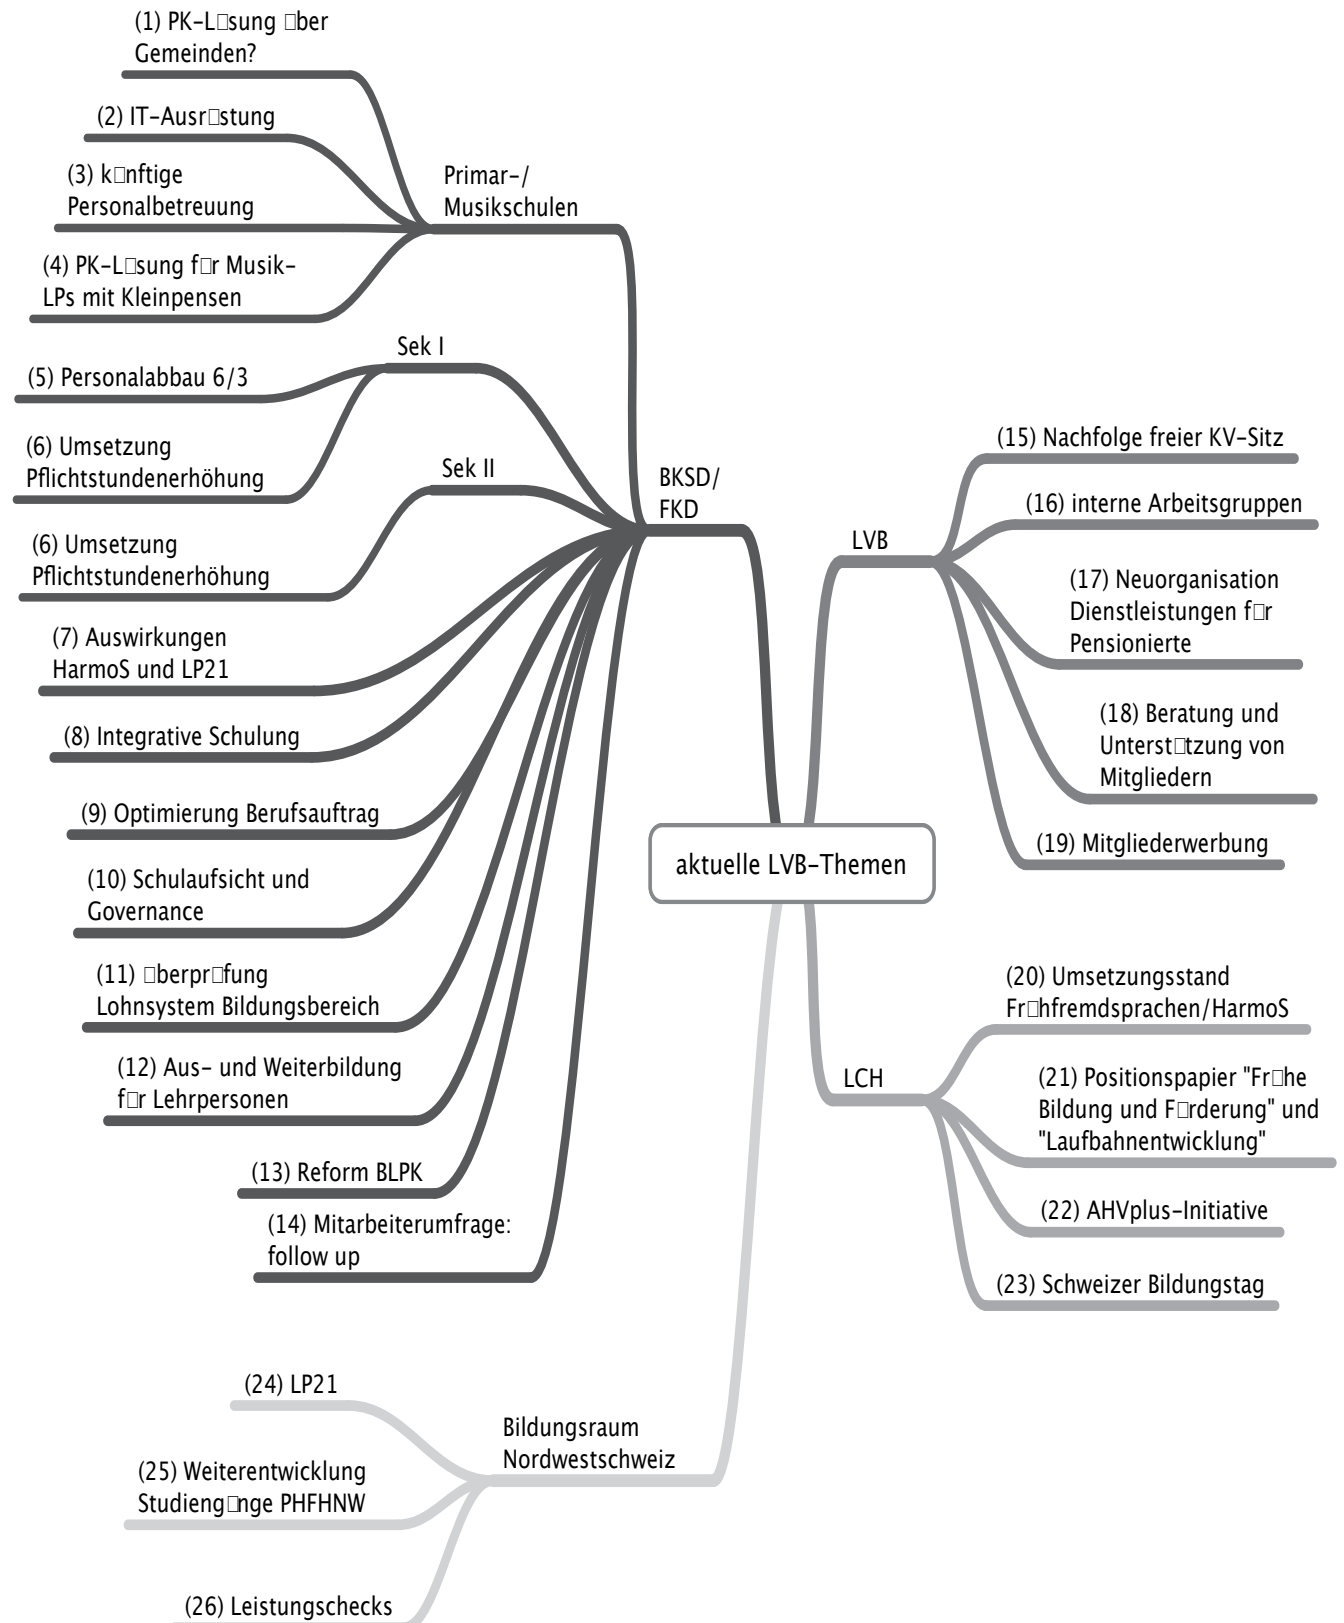 (1) PK–L□sung □ber
Gemeinden?
(2) IT–Ausr□stung
(3) k□nftige
Personalbetreuung
(4) PK–L□sung f□r Musik–
LPs mit Kleinpensen
Primar–/
Musikschulen
Sek I
(5) Personalabbau 6/3
(6) Umsetzung
Pflichtstundenerhöhung
Sek II
(6) Umsetzung
Pflichtstundenerhöhung
BKSD/
FKD
(7) Auswirkungen
HarmoS und LP21
(8) Integrative Schulung
(9) Optimierung Berufsauftrag
(10) Schulaufsicht und
Governance
(11) □berpr□fung
Lohnsystem Bildungsbereich
(12) Aus– und Weiterbildung
f□r Lehrpersonen
(13) Reform BLPK
(14) Mitarbeiterumfrage:
follow up
aktuelle LVB–Themen
LVB
(15) Nachfolge freier KV–Sitz
(16) interne Arbeitsgruppen
(17) Neuorganisation
Dienstleistungen f□r
Pensionierte
(18) Beratung und
Unterst□tzung von
Mitgliedern
(19) Mitgliederwerbung
LCH
(20) Umsetzungsstand
Fr□hfremdsprachen/HarmoS
(21) Positionspapier "Fr□he
Bildung und F□rderung" und
"Laufbahnentwicklung"
(22) AHVplus–Initiative
(23) Schweizer Bildungstag
Bildungsraum
Nordwestschweiz
(24) LP21
(25) Weiterentwicklung
Studieng□nge PHFHNW
(26) Leistungschecks